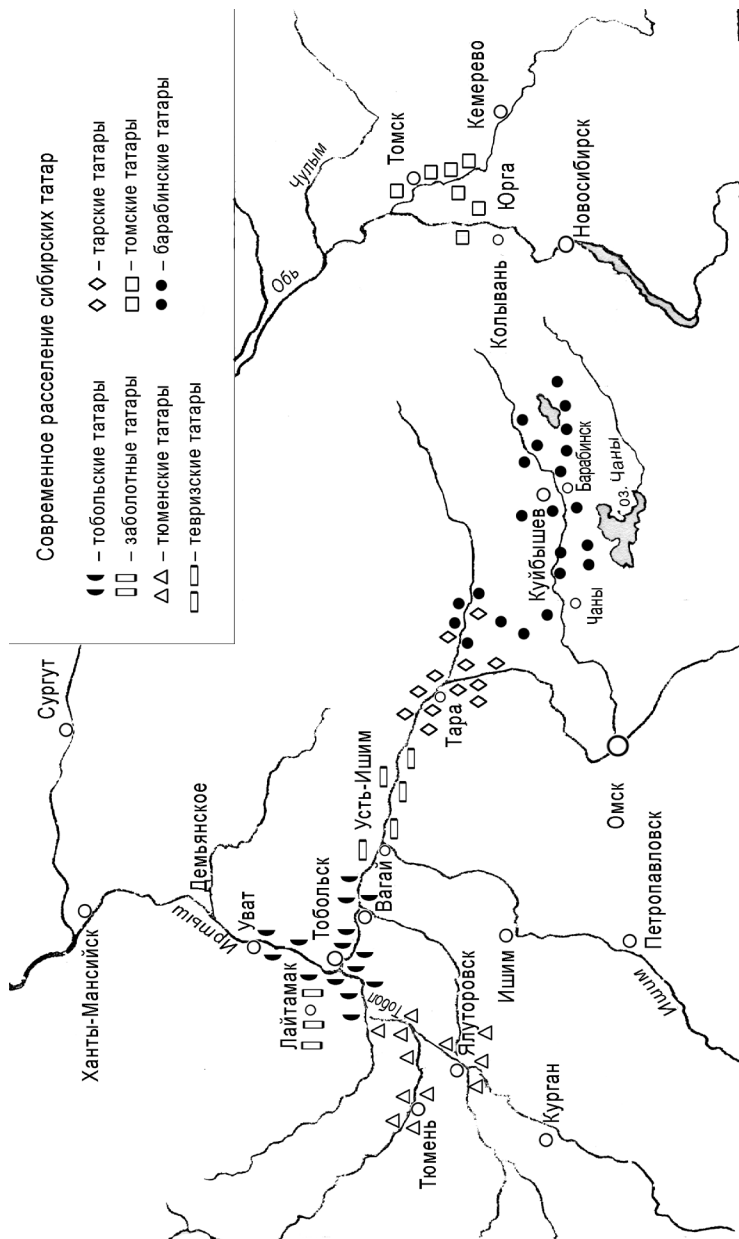 Современное расселение сибирских татар
– тобольские татары
– заболотные татары
– тюменские татары
– тевризские татары
– тарские татары
– томские татары
– барабинские татары
Сургут
Ханты-Мансийск
Демьянское
Иртыш
Уват
Тобольск
Лайтамак
Тобол
Вагай
Усть-Ишим
Тюмень
Ялуторовск
Ишим
Курган
Петропавловск
Ишим
Тара
Омск
Куйбышев
Чаны
Барабинск
оз. Чаны
Обь
Чулым
Томск
Кемерево
Юрга
Колывань
Новосибирск